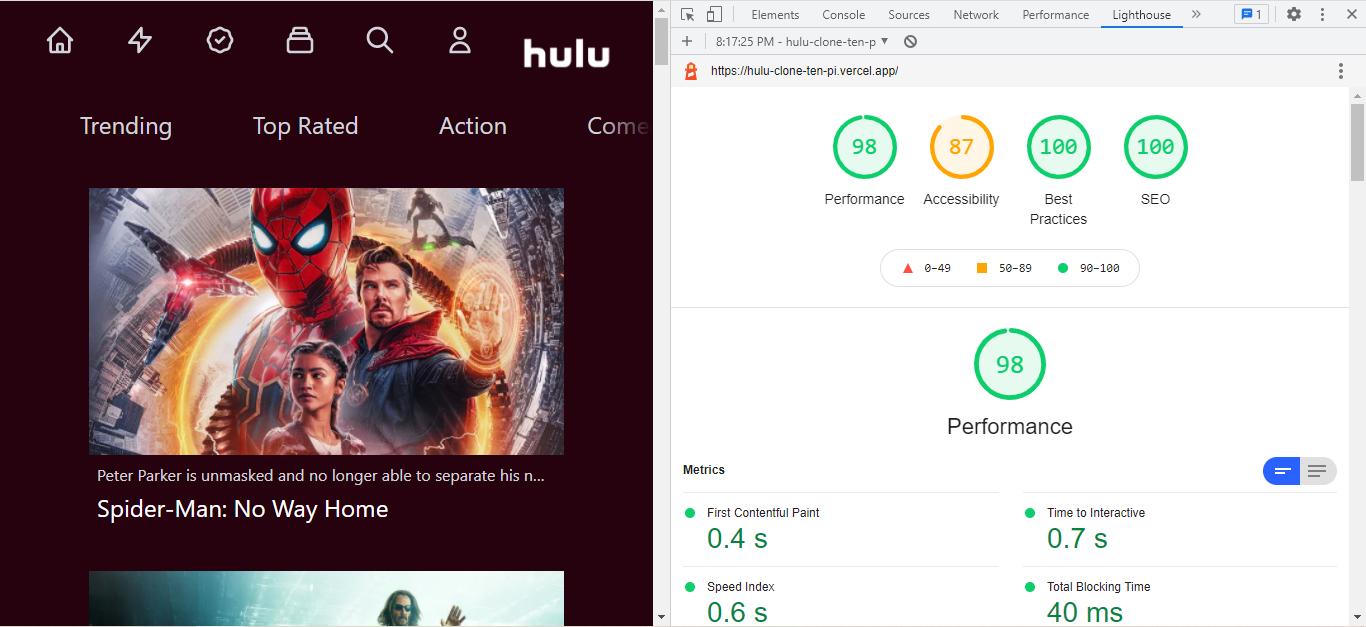 hulu
Trending Top Rated Action Come
Peter Parker is unmasked and no longer able to separate his n...
Spider-Man: No Way Home
Elements Console Sources Network Performance Lighthouse » 1
+ 8:17:25 PM - hulu-clone-ten-p
https://hulu-clone-ten-pi.vercel.app/
98 87 100 100
Performance Accessibility Best Practices SEO
0–49 50–89 90–100
98
Performance
Metrics
First Contentful Paint
0.4 s
Time to Interactive
0.7 s
Speed Index
0.6 s
Total Blocking Time
40 ms